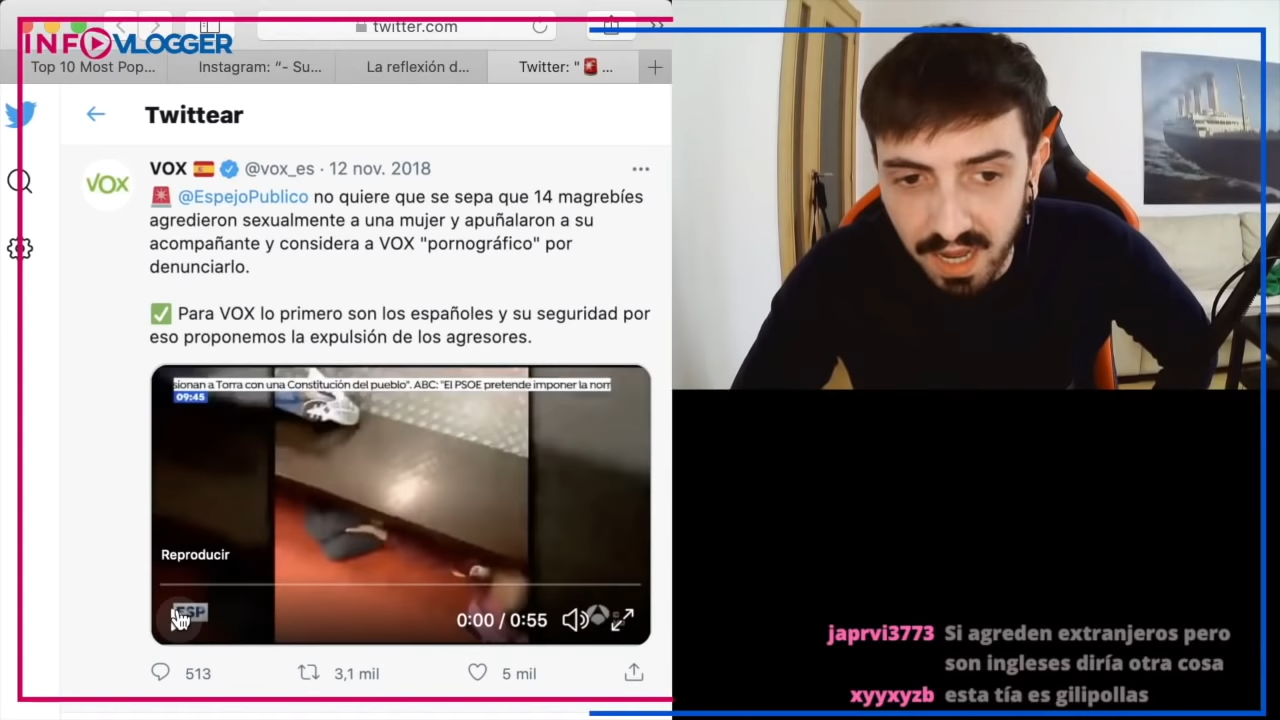 INFOVLOGGER
twitter.com
Top 10 Most Pop...
Instagram: “- Su...
La reflexión d...
Twitter: " 🚨 ...
Twittear
VOX
VOX 🇪🇸 @vox_es · 12 nov. 2018
🚨 @EspejoPublico no quiere que se sepa que 14 magrebíes
agredieron sexualmente a una mujer y apuñalaron a su
acompañante y considera a VOX "pornográfico" por
denunciarlo.
✅ Para VOX lo primero son los españoles y su seguridad por
eso proponemos la expulsión de los agresores.
sionan a Torra con una Constitución del pueblo". ABC: "El PSOE pretende imponer la norm
09:45
Reproducir
ESP
0:00 / 0:55
513
3,1 mil
5 mil
japrvi3773 Si agreden extranjeros pero
son ingleses diría otra cosa
xyyxyzb esta tía es gilipollas